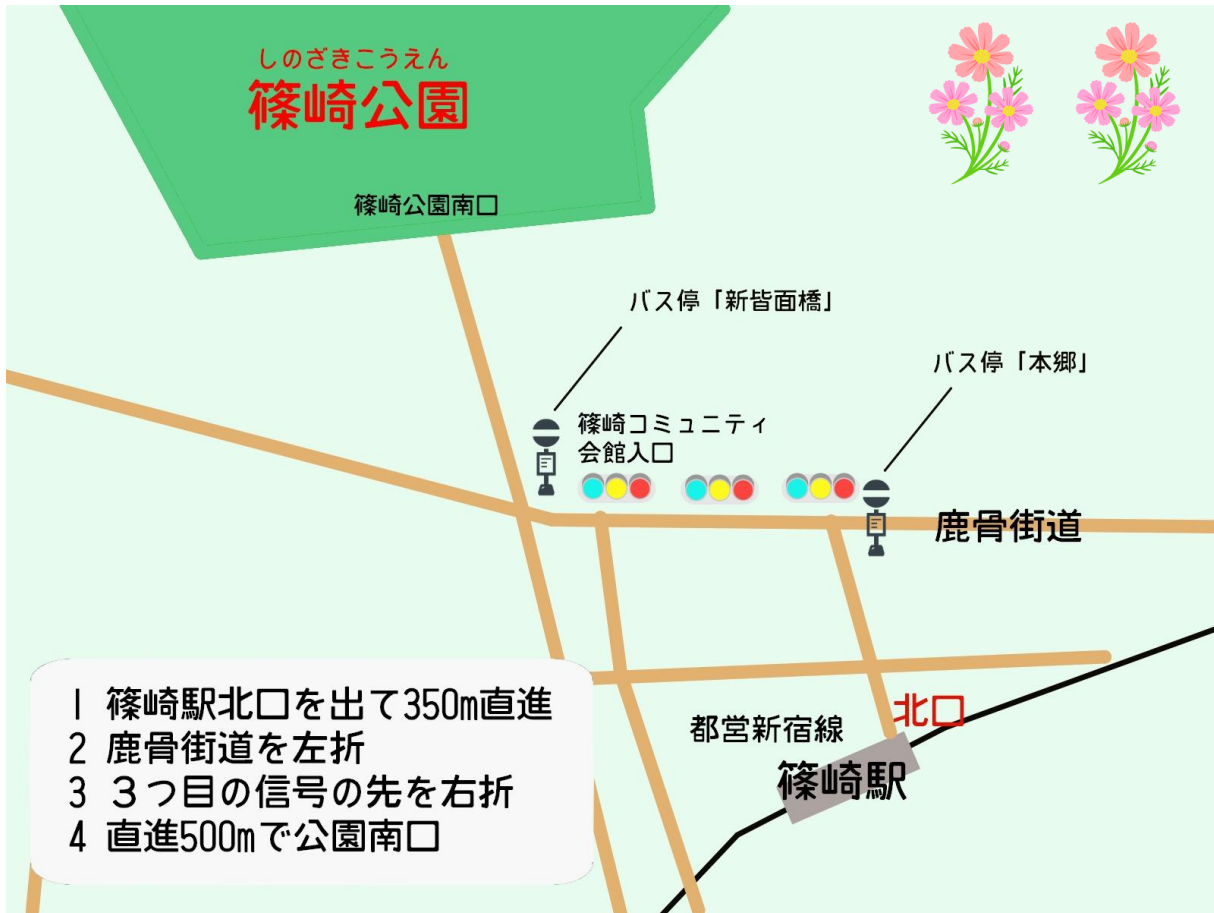 しのざきこうえん
篠崎公園
篠崎公園南口
バス停「新皆面橋」
バス停「本郷」
篠崎コミュニティ
会館入口
鹿骨街道
北口
都営新宿線
篠崎駅
1 篠崎駅北口を出て350m直進
2 鹿骨街道を左折
3 3つ目の信号の先を右折
4 直進500mで公園南口